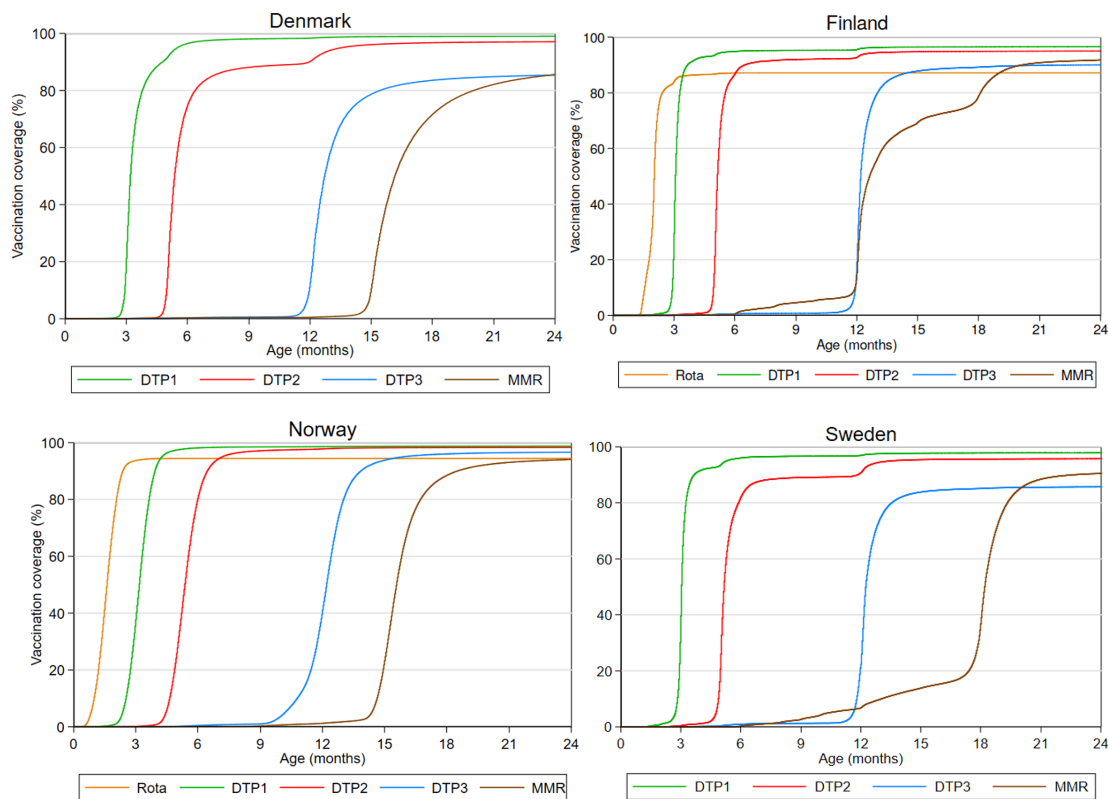 Denmark
Vaccination coverage (%)
100
80
60
40
20
0
0 3 6 9 12 15 18 21 24
Age (months)
DTP1 DTP2 DTP3 MMR
Finland
Vaccination coverage (%)
100
80
60
40
20
0
0 3 6 9 12 15 18 21 24
Age (months)
Rota DTP1 DTP2 DTP3 MMR
Norway
Vaccination coverage (%)
100
80
60
40
20
0
0 3 6 9 12 15 18 21 24
Age (months)
Rota DTP1 DTP2 DTP3 MMR
Sweden
Vaccination coverage (%)
100
80
60
40
20
0
0 3 6 9 12 15 18 21 24
Age (months)
DTP1 DTP2 DTP3 MMR